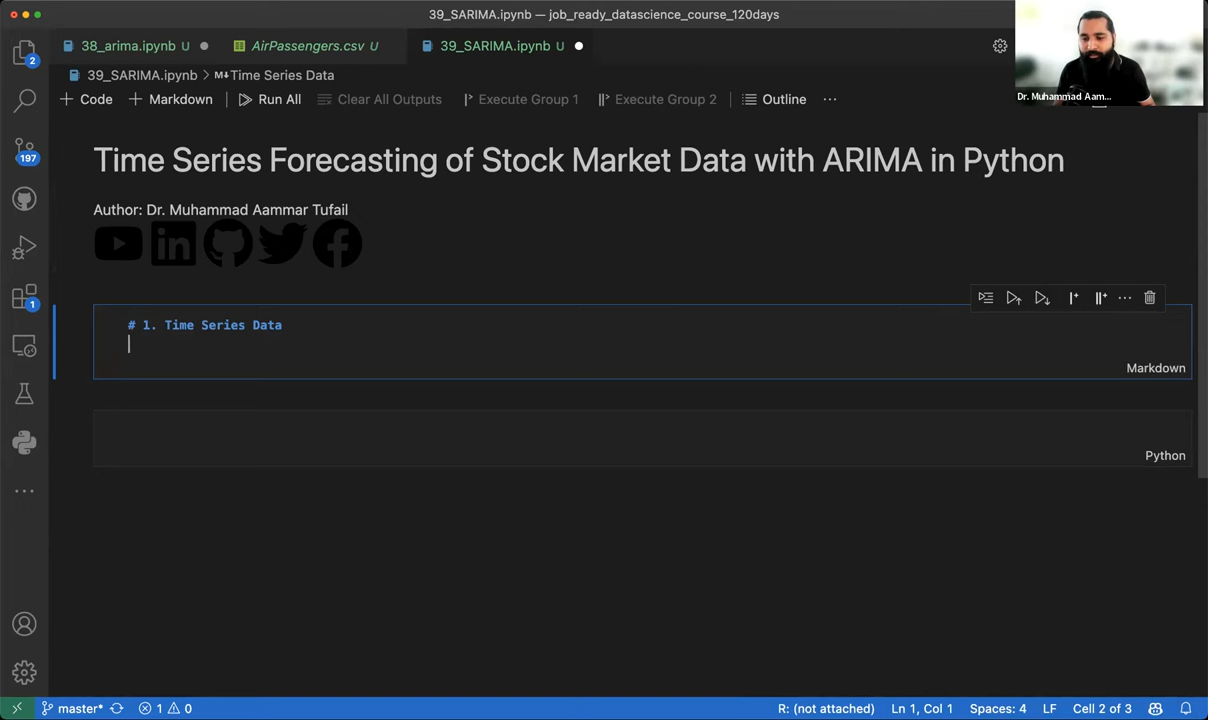 39_SARIMA.ipynb — job_ready_datascience_course_120days
38_arima.ipynb U
AirPassengers.csv U
39_SARIMA.ipynb U
39_SARIMA.ipynb > M↓ Time Series Data
+ Code + Markdown Run All Clear All Outputs Execute Group 1 Execute Group 2 Outline ...
Dr. Muhammad Aam...
2
197
1
Time Series Forecasting of Stock Market Data with ARIMA in Python
Author: Dr. Muhammad Aammar Tufail
in
# 1. Time Series Data
Markdown
Python
master* 1 0 R: (not attached) Ln 1, Col 1 Spaces: 4 LF Cell 2 of 3